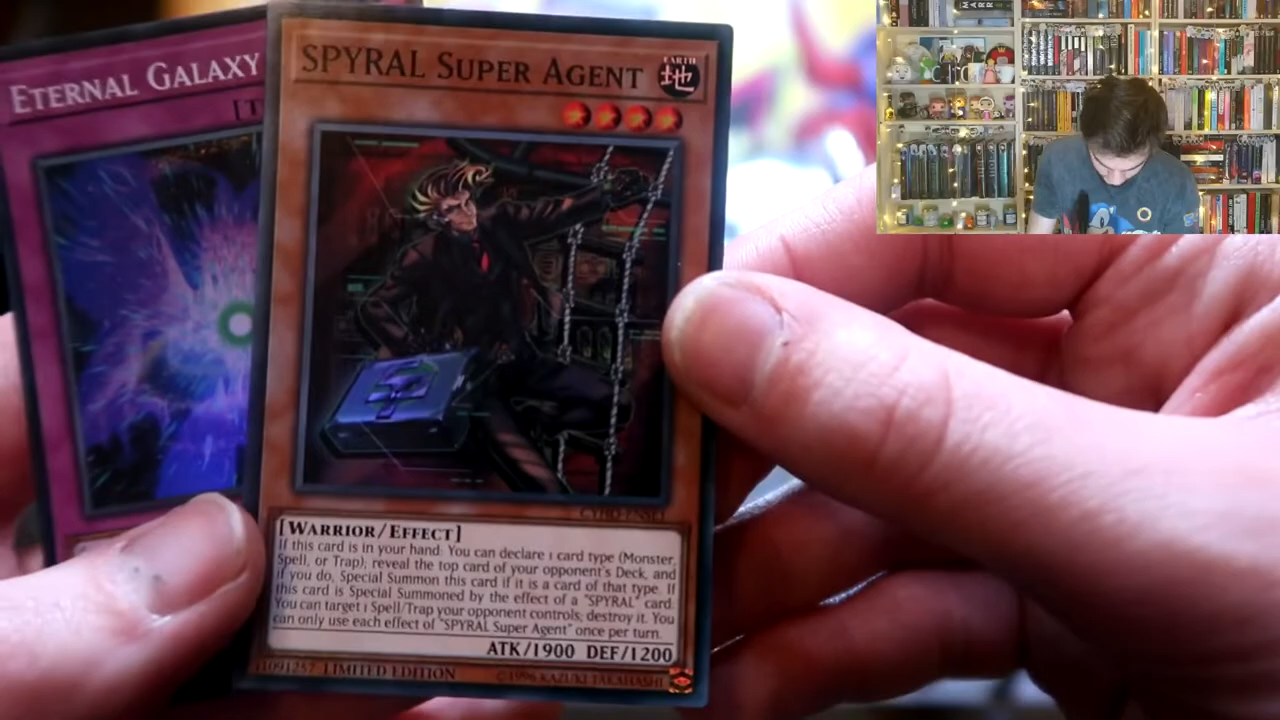 ETERNAL GALAXY
[T
SPYRAL SUPER AGENT
EARTH
地
[WARRIOR/EFFECT]
If this card is in your hand: You can declare 1 card type (Monster,
Spell, or Trap); reveal the top card of your opponent's Deck, and
if you do, Special Summon this card if it is a card of that type. If
this card is Special Summoned by the effect of a "SPYRAL" card:
You can target 1 Spell/Trap your opponent controls; destroy it. You
can only use each effect of "SPYRAL Super Agent" once per turn.
ATK/1900 DEF/1200
LIMITED EDITION
©1996 KAZUKI TAKAHASHI